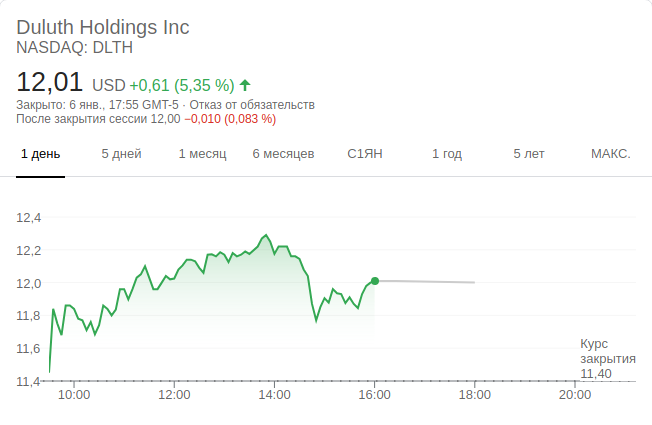 Duluth Holdings Inc
NASDAQ: DLTH
12,01 USD +0,61 (5,35 %)
Закрыто: 6 янв., 17:55 GMT-5 · Отказ от обязательств
После закрытия сессии 12,00 −0,010 (0,083 %)
1 день 5 дней 1 месяц 6 месяцев С1ЯН 1 год 5 лет МАКС.
12,4
12,2
12,0
11,8
11,6
Курс
закрытия
11,40
11,4
10:00 12:00 14:00 16:00 18:00 20:00